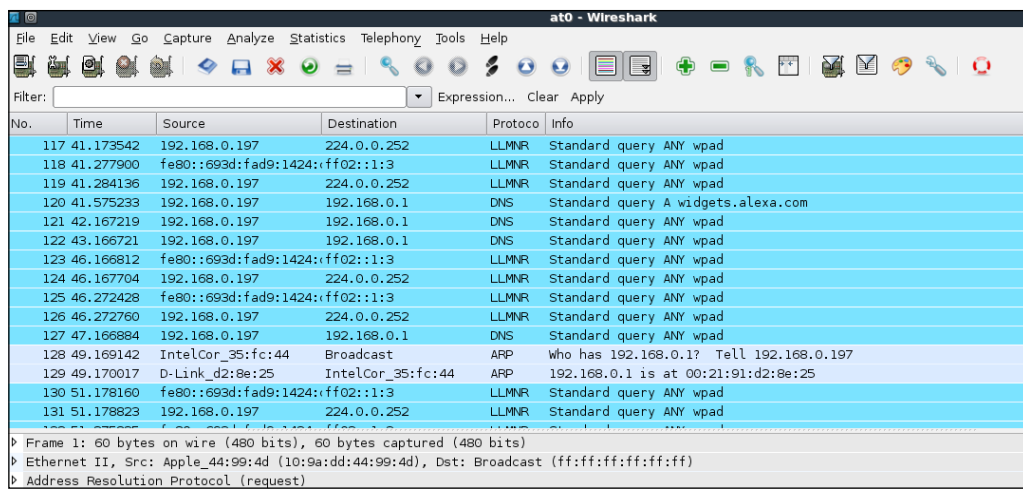 at0 - Wireshark
File Edit View Go Capture Analyze Statistics Telephony Tools Help
Filter: Expression... Clear Apply
No. Time Source Destination Protoco Info
117 41.173542 192.168.0.197 224.0.0.252 LLMNR Standard query ANY wpad
118 41.277900 fe80::693d:fad9:1424: ff02::1:3 LLMNR Standard query ANY wpad
119 41.284136 192.168.0.197 224.0.0.252 LLMNR Standard query ANY wpad
120 41.575233 192.168.0.197 192.168.0.1 DNS Standard query A widgets.alexa.com
121 42.167219 192.168.0.197 192.168.0.1 DNS Standard query ANY wpad
122 43.166721 192.168.0.197 192.168.0.1 DNS Standard query ANY wpad
123 46.166812 fe80::693d:fad9:1424: ff02::1:3 LLMNR Standard query ANY wpad
124 46.167704 192.168.0.197 224.0.0.252 LLMNR Standard query ANY wpad
125 46.272428 fe80::693d:fad9:1424: ff02::1:3 LLMNR Standard query ANY wpad
126 46.272760 192.168.0.197 224.0.0.252 LLMNR Standard query ANY wpad
127 47.166884 192.168.0.197 192.168.0.1 DNS Standard query ANY wpad
128 49.169142 IntelCor_35:fc:44 Broadcast ARP Who has 192.168.0.1? Tell 192.168.0.197
129 49.170017 D-Link_d2:8e:25 IntelCor_35:fc:44 ARP 192.168.0.1 is at 00:21:91:d2:8e:25
130 51.178160 fe80::693d:fad9:1424: ff02::1:3 LLMNR Standard query ANY wpad
131 51.178823 192.168.0.197 224.0.0.252 LLMNR Standard query ANY wpad
Frame 1: 60 bytes on wire (480 bits), 60 bytes captured (480 bits)
Ethernet II, Src: Apple_44:99:4d (10:9a:dd:44:99:4d), Dst: Broadcast (ff:ff:ff:ff:ff:ff)
Address Resolution Protocol (request)